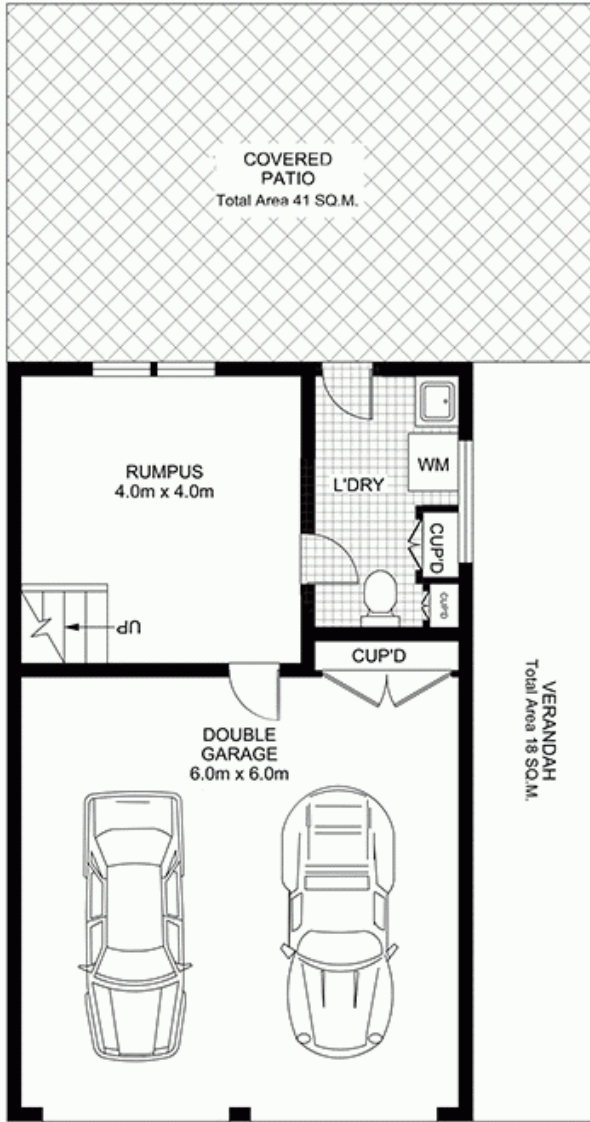 COVERED
PATIO
Total Area 41 SQ.M.
RUMPUS
4.0m x 4.0m
L'DRY
WM
CUP'D
CUP'D
UP
CUP'D
DOUBLE
GARAGE
6.0m x 6.0m
VERANDAH
Total Area 18 SQ.M.